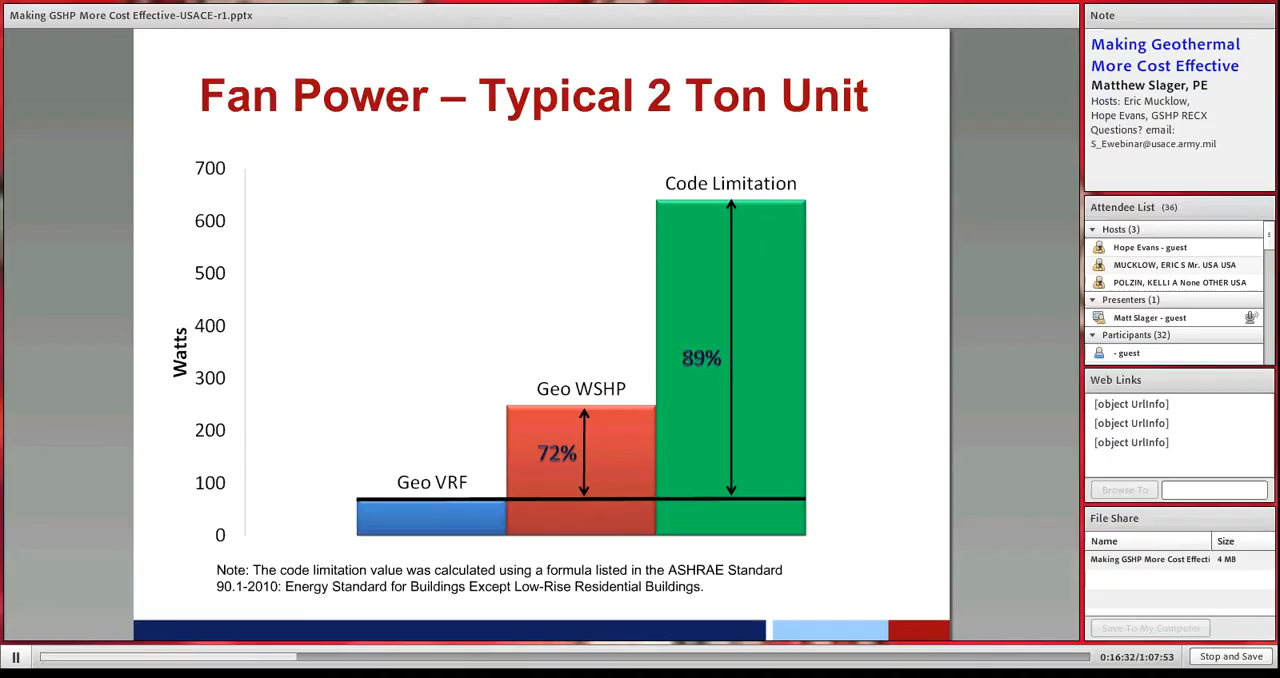 Making GSHP More Cost Effective-USACE-r1.pptx
Fan Power – Typical 2 Ton Unit
700
600
500
400
300
200
100
0
Watts
Code Limitation
89%
Geo WSHP
72%
Geo VRF
Note: The code limitation value was calculated using a formula listed in the ASHRAE Standard
90.1-2010: Energy Standard for Buildings Except Low-Rise Residential Buildings.
Note
Making Geothermal
More Cost Effective
Matthew Slager, PE
Hosts: Eric Mucklow,
Hope Evans, GSHP RECX
Questions? email:
S_Ewebinar@usace.army.mil
Attendee List (36)
Hosts (3)
Hope Evans - guest
MUCKLOW, ERIC S Mr. USA USA
POLZIN, KELLI A None OTHER USA
Presenters (1)
Matt Slager - guest
Participants (32)
- guest
Web Links
[object UrlInfo]
[object UrlInfo]
[object UrlInfo]
Browse To
File Share
Name Size
Making GSHP More Cost Effecti 4 MB
Save To My Computer
0:16:32/1:07:53
Stop and Save